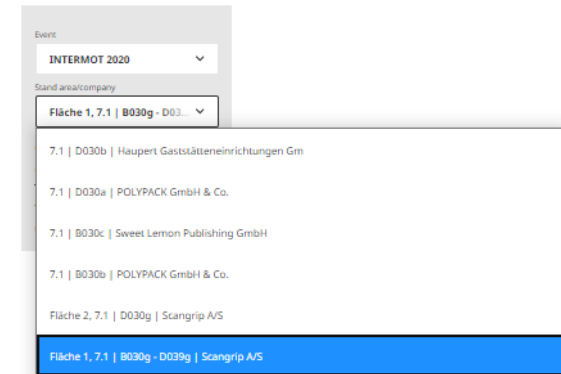 Event
INTERMOT 2020
Stand area/company
Fläche 1, 7.1 | B030g - D03...
7.1 | D030b | Haupert Gaststätteneinrichtungen Gm
7.1 | D030a | POLYPACK GmbH & Co.
7.1 | B030c | Sweet Lemon Publishing GmbH
7.1 | B030b | POLYPACK GmbH & Co.
Fläche 2, 7.1 | D030g | Scangrip A/S
Fläche 1, 7.1 | B030g - D039g | Scangrip A/S